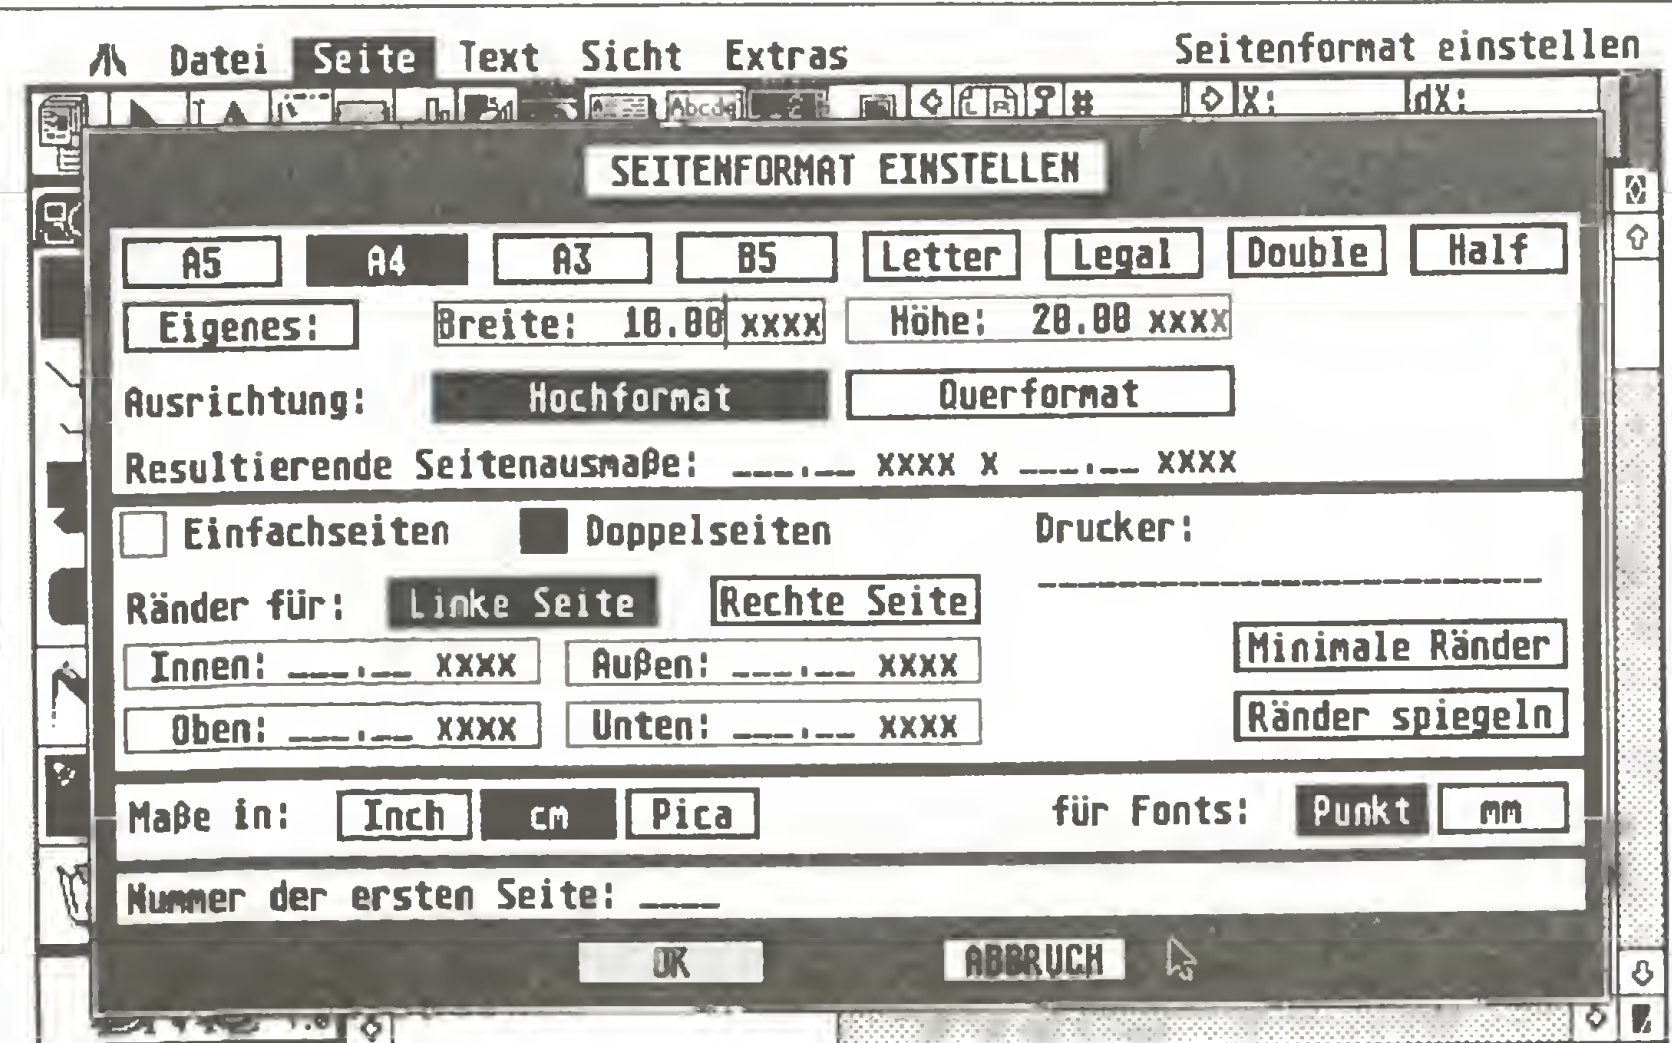 Datei Seite Text Sicht Extras Seitenformat einstellen
Abcde L R # X: dX:
SEITENFORMAT EINSTELLEN
A5 A4 A3 B5 Letter Legal Double Half
Eigenes: Breite: 10.00 xxxx Höhe: 20.00 xxxx
Ausrichtung: Hochformat Querformat
Resultierende Seitenausmaße: ___.__ xxxx x ___.__ xxxx
Einfachseiten Doppelseiten Drucker:
Ränder für: Linke Seite Rechte Seite
Innen: ___.__ xxxx Außen: ___.__ xxxx Minimale Ränder
Oben: ___.__ xxxx Unten: ___.__ xxxx Ränder spiegeln
Maße in: Inch cm Pica für Fonts: Punkt mm
Nummer der ersten Seite: ____
OK ABBRUCH